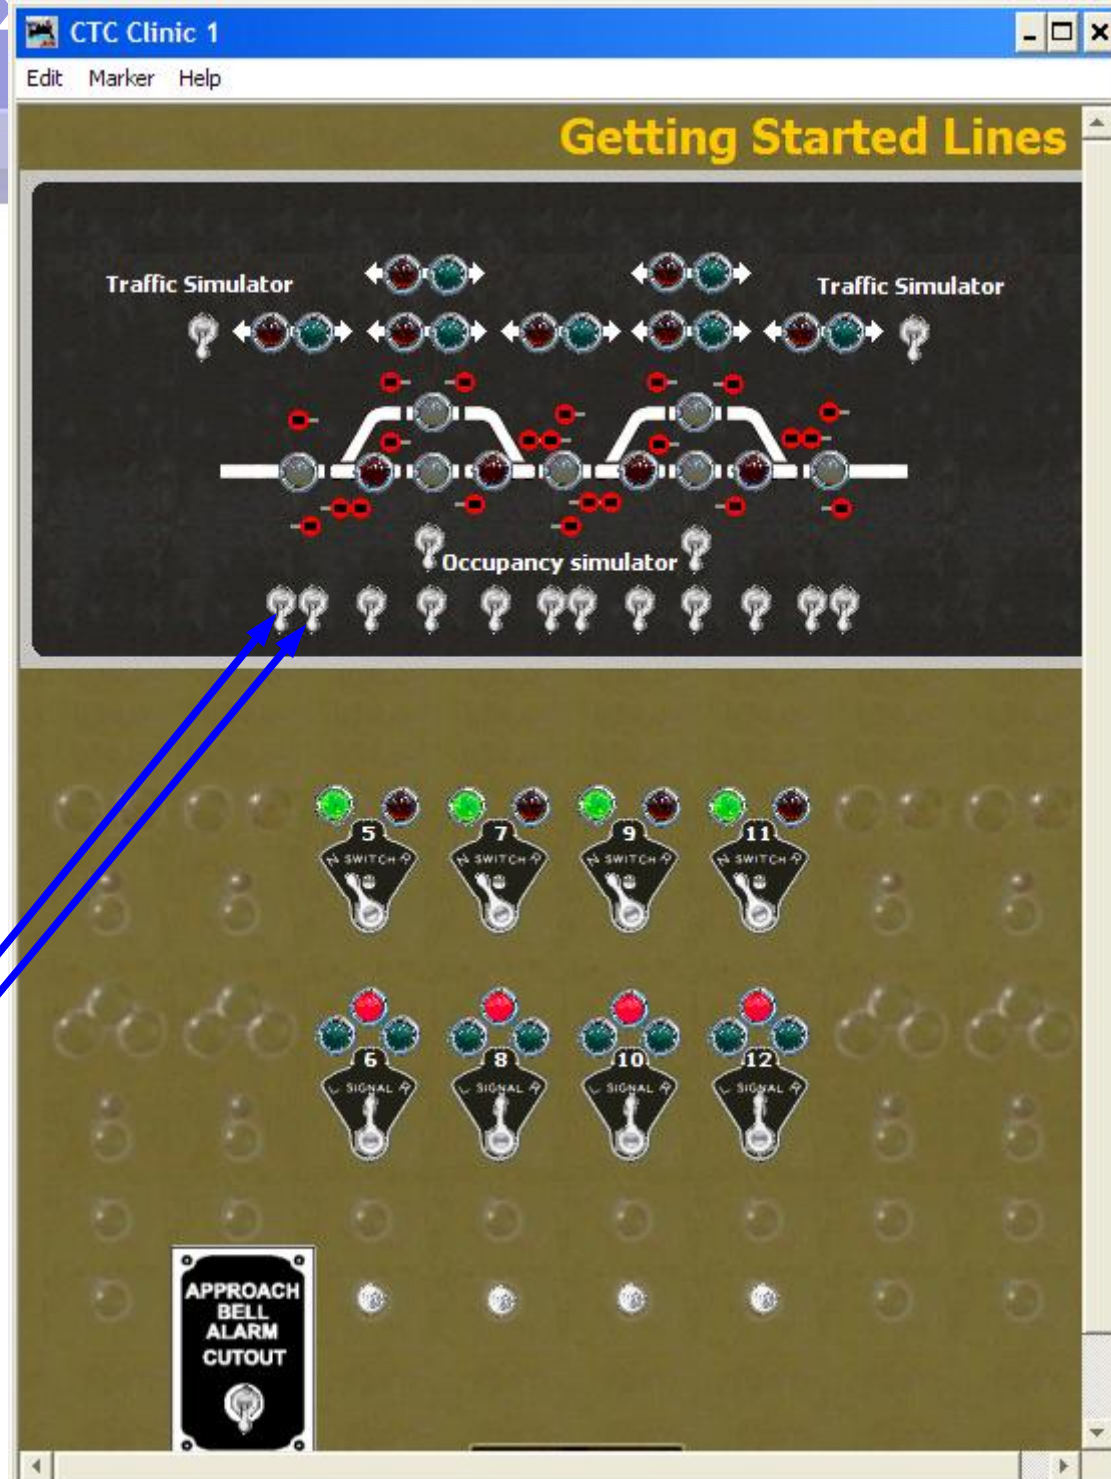 CTC Clinic 1
Edit Marker Help
Getting Started Lines
Traffic Simulator
Traffic Simulator
Occupancy simulator
5 7 9 11
N SWITCH R N SWITCH R N SWITCH R N SWITCH R
6 8 10 12
L SIGNAL R L SIGNAL R L SIGNAL R L SIGNAL R
APPROACH
BELL
ALARM
CUTOUT